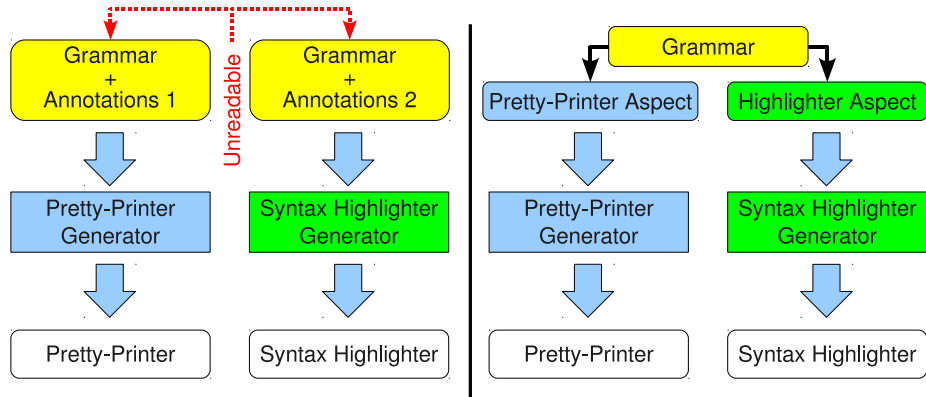 Grammar
+
Annotations 1
Unreadable
Grammar
+
Annotations 2
Pretty-Printer
Generator
Syntax Highlighter
Generator
Pretty-Printer
Syntax Highlighter
Grammar
Pretty-Printer Aspect
Highlighter Aspect
Pretty-Printer
Generator
Syntax Highlighter
Generator
Pretty-Printer
Syntax Highlighter